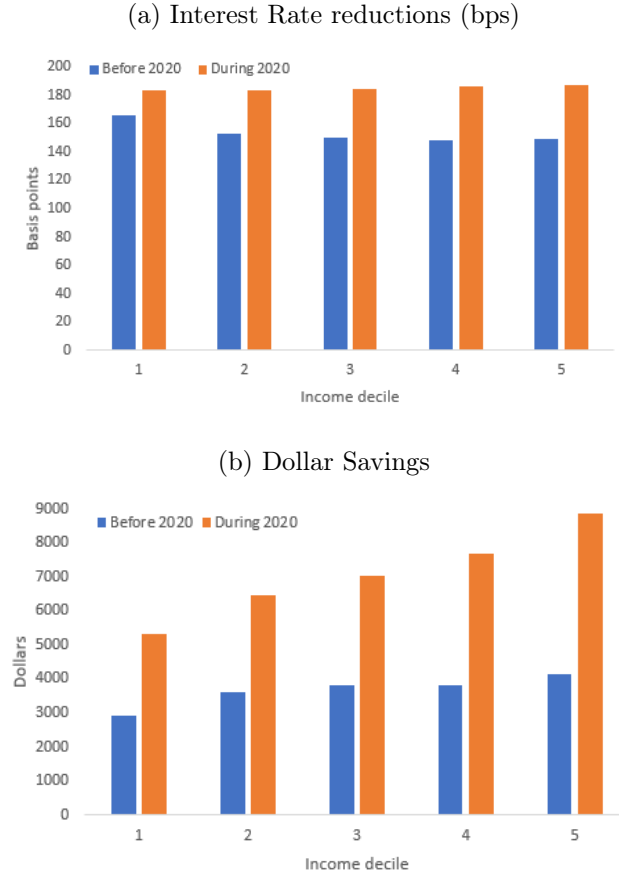 (a) Interest Rate reductions (bps)
Before 2020 During 2020
200
180
160
140
120
100
80
60
40
20
0
Basis points
1 2 3 4 5
Income decile
(b) Dollar Savings
Before 2020 During 2020
9000
8000
7000
6000
5000
4000
3000
2000
1000
0
Dollars
1 2 3 4 5
Income decile